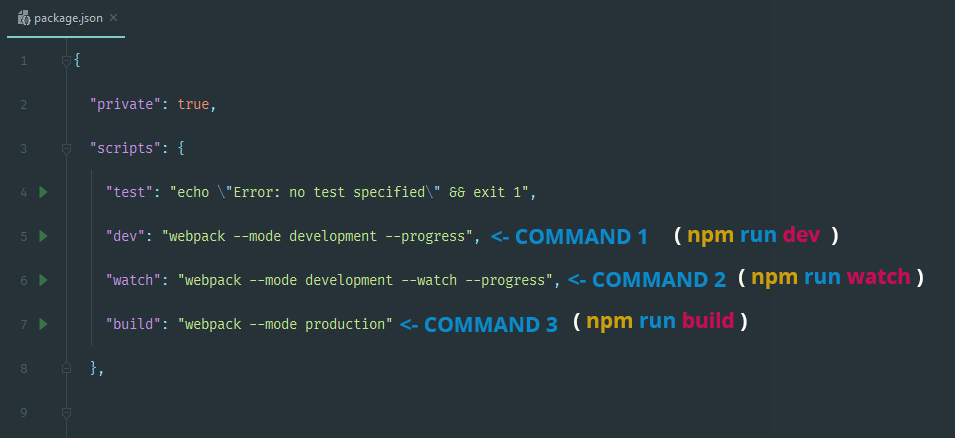 package.json
1 {
2 "private": true,
3 "scripts": {
4 "test": "echo \"Error: no test specified\" && exit 1",
5 "dev": "webpack --mode development --progress", <- COMMAND 1 ( npm run dev )
6 "watch": "webpack --mode development --watch --progress", <- COMMAND 2 ( npm run watch )
7 "build": "webpack --mode production" <- COMMAND 3 ( npm run build )
8 },
9